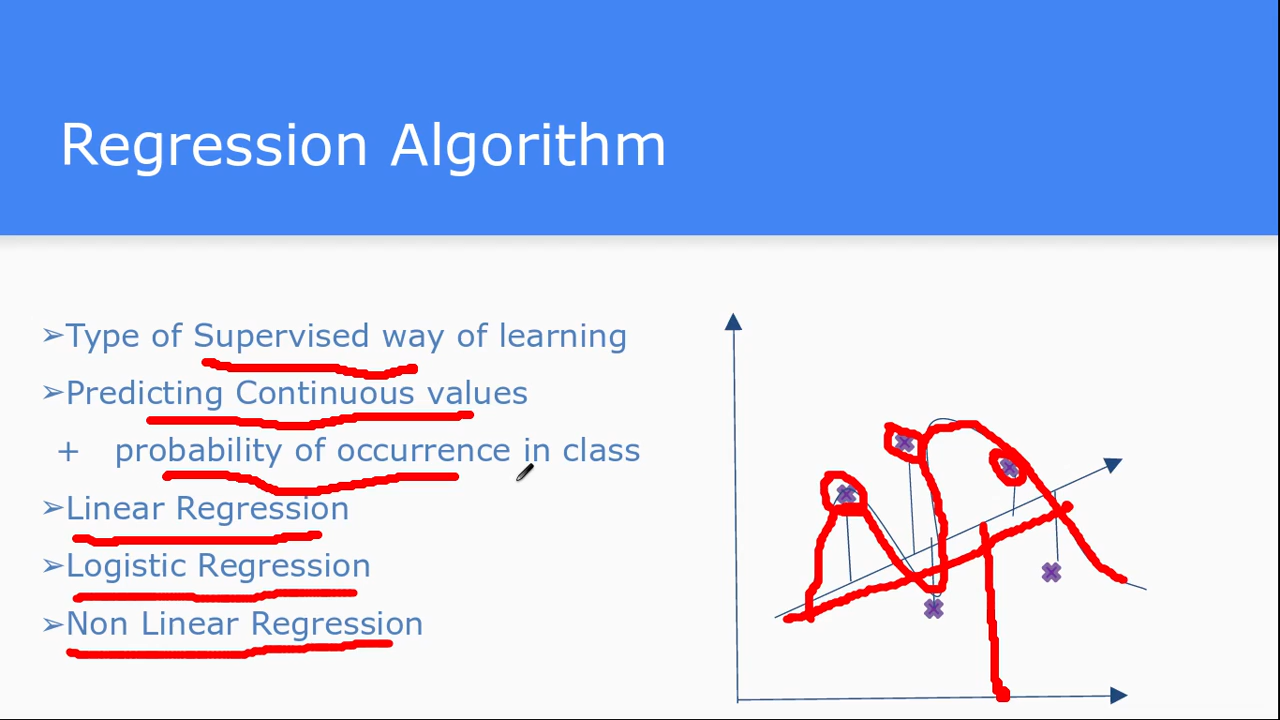 Regression Algorithm
➢Type of Supervised way of learning
➢Predicting Continuous values
+ probability of occurrence in class
➢Linear Regression
➢Logistic Regression
➢Non Linear Regression